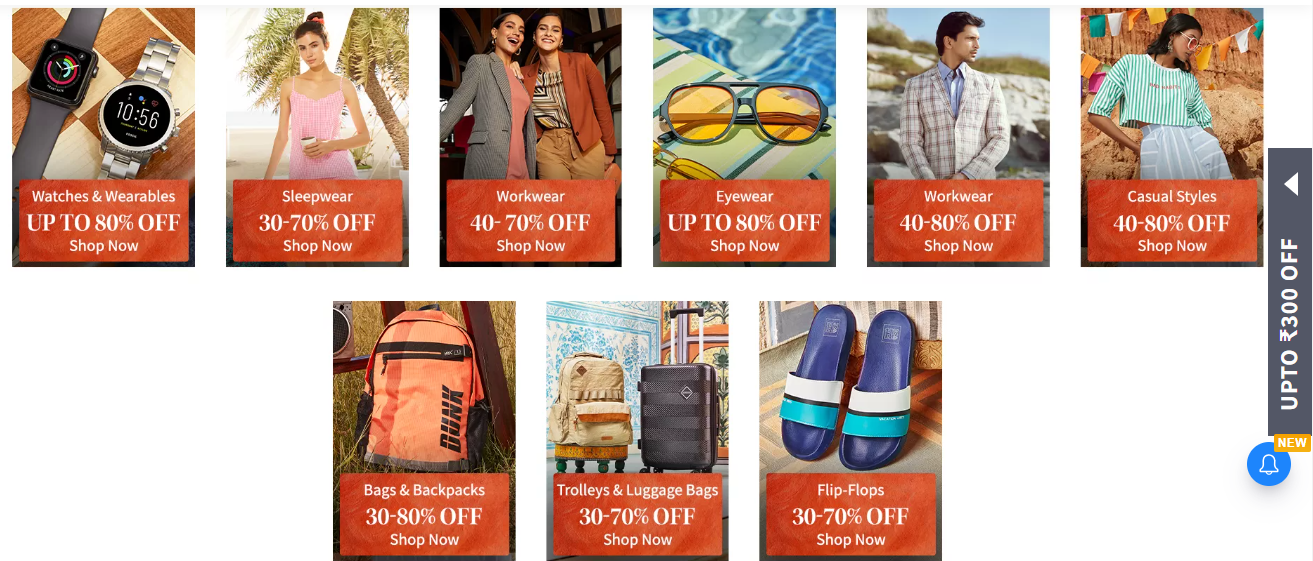 Watches & Wearables
UP TO 80% OFF
Shop Now
Sleepwear
30-70% OFF
Shop Now
Workwear
40- 70% OFF
Shop Now
Eyewear
UP TO 80% OFF
Shop Now
Workwear
40-80% OFF
Shop Now
Casual Styles
40-80% OFF
Shop Now
10:56
Bags & Backpacks
30-80% OFF
Shop Now
Trolleys & Luggage Bags
30-70% OFF
Shop Now
Flip-Flops
30-70% OFF
Shop Now
UPTO ₹300 OFF
NEW